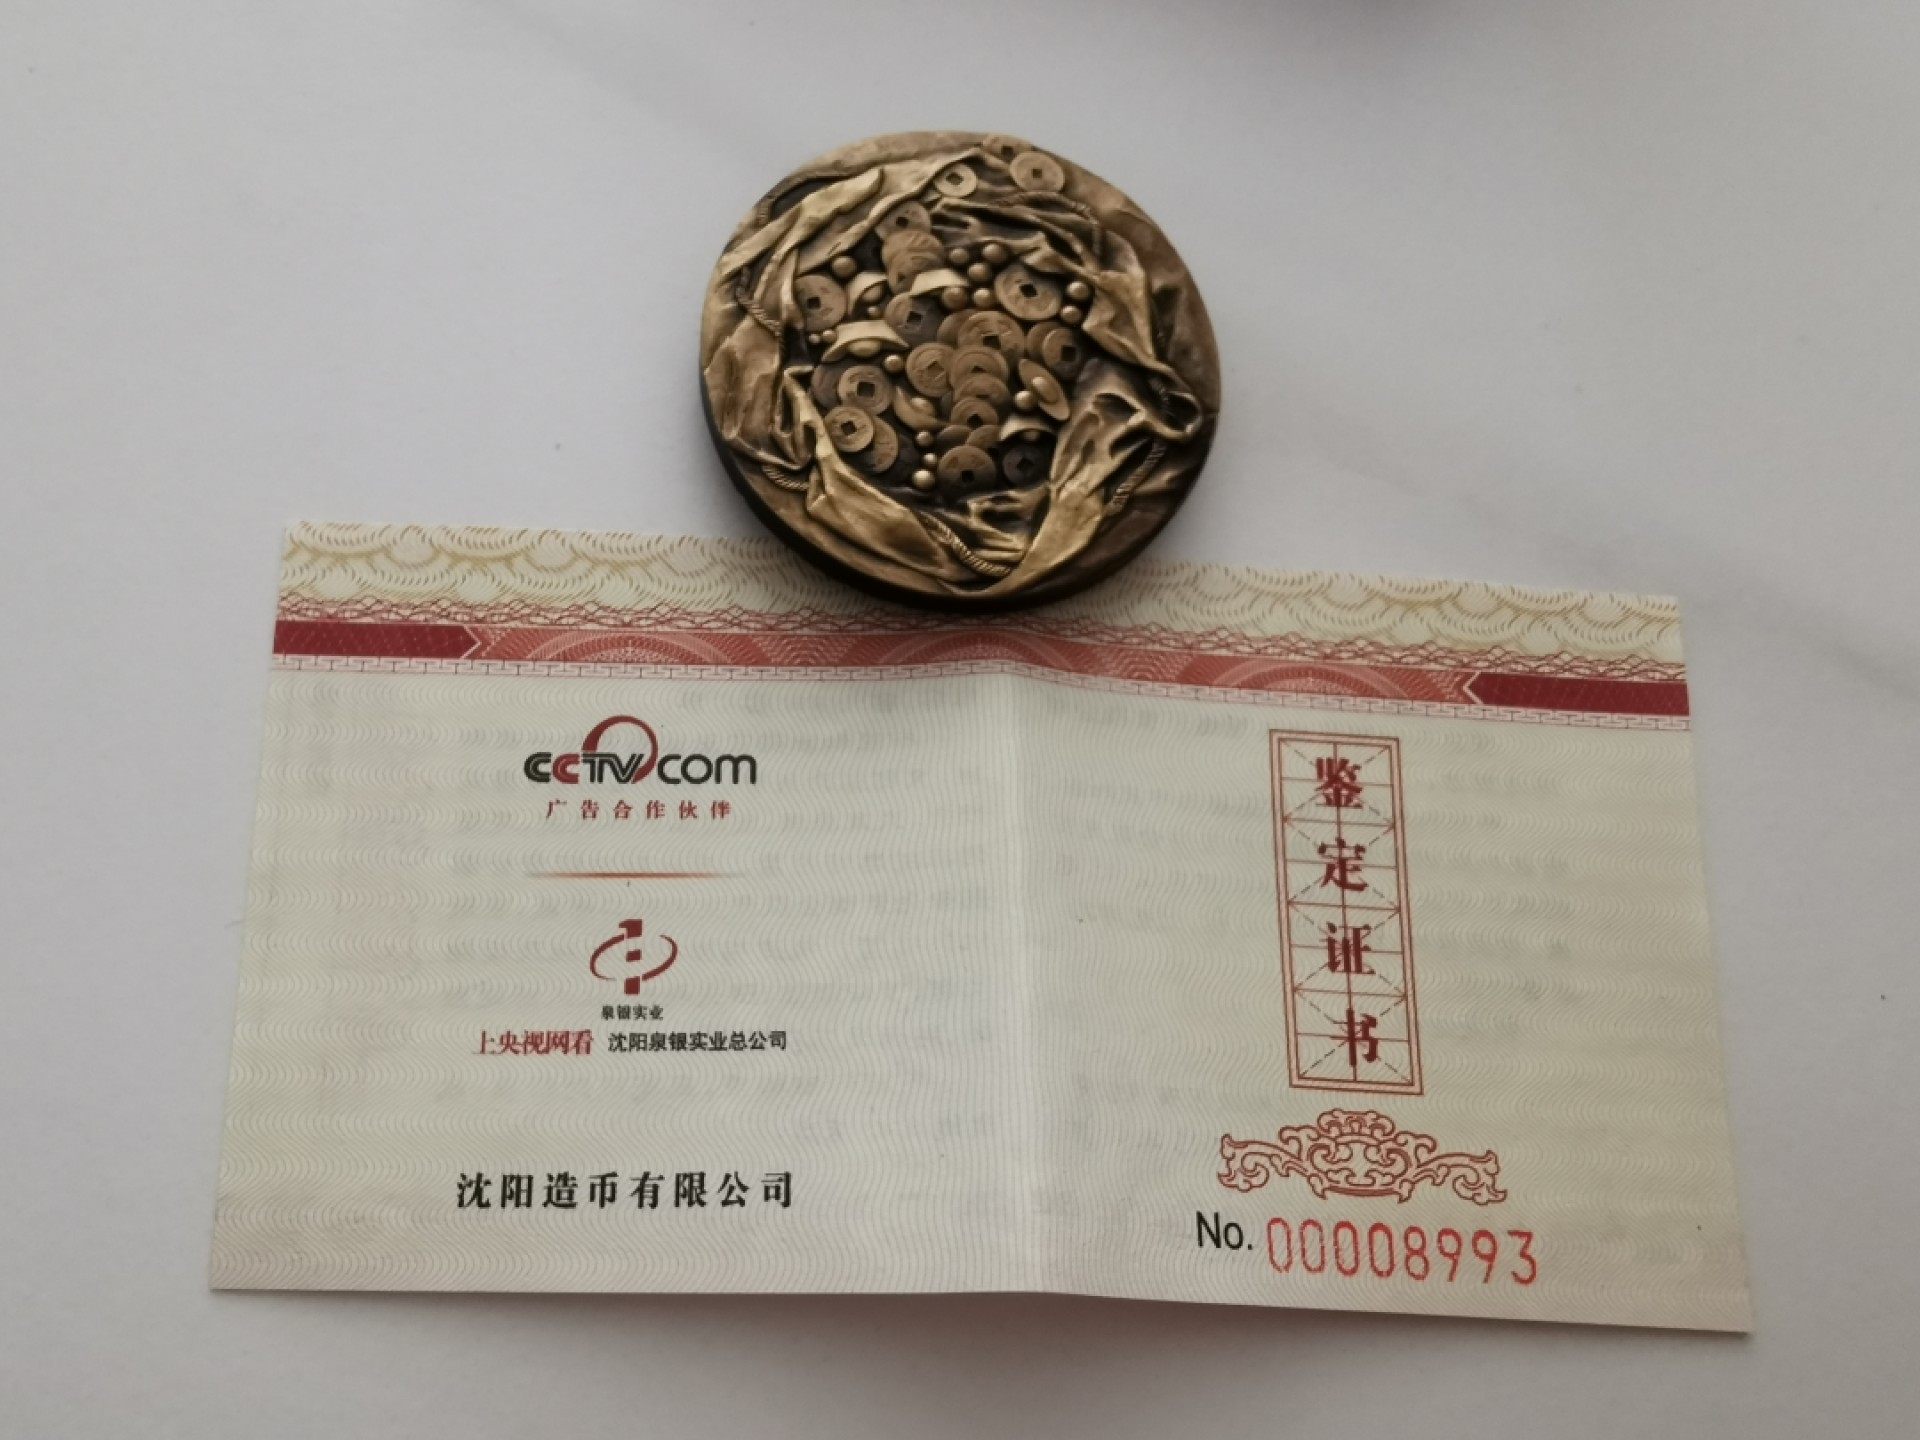 CCTV.com
广告合作伙伴
泉银实业
上央视网看 沈阳泉银实业总公司
沈阳造币有限公司
鉴定证书
No. 00008993